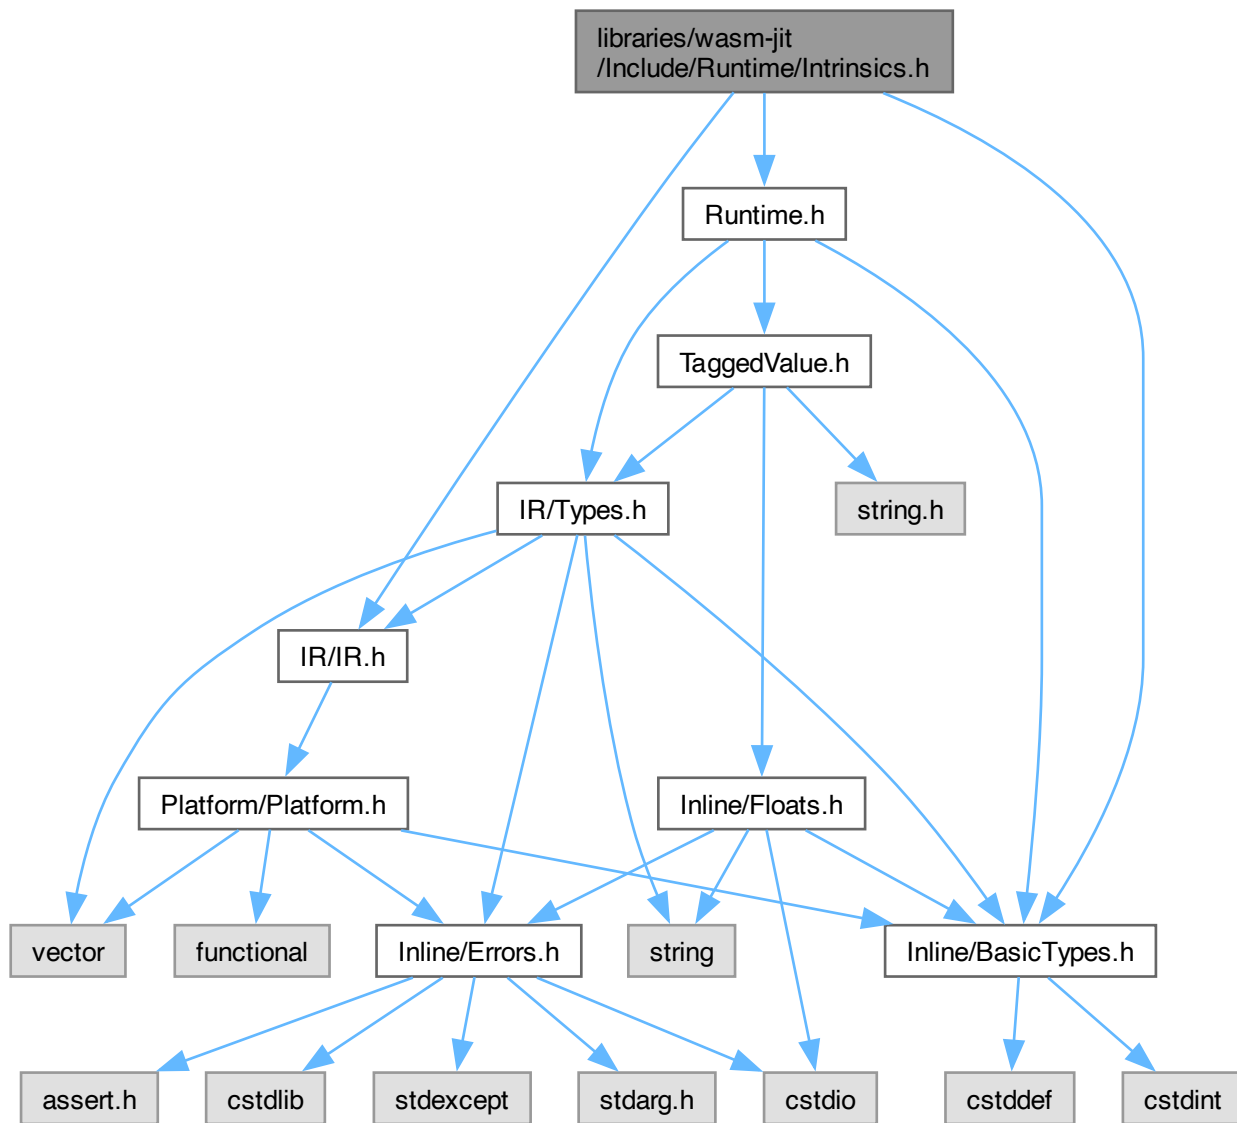 libraries/wasm-jit
/Include/Runtime/Intrinsics.h
Runtime.h
TaggedValue.h
IR/Types.h
string.h
IR/IR.h
Platform/Platform.h
Inline/Floats.h
vector
functional
Inline/Errors.h
string
Inline/BasicTypes.h
assert.h
cstdlib
stdexcept
stdarg.h
cstdio
cstddef
cstdint